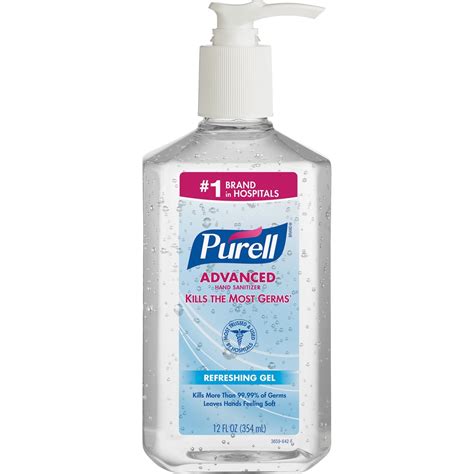 #1 BRAND
in HOSPITALS
Purell
ADVANCED
HAND SANITIZER
KILLS THE MOST GERMS
REFRESHING GEL
Kills More Than 99.99% of Germs
Leaves Hands Feeling Soft
12 FL OZ (354 mL)